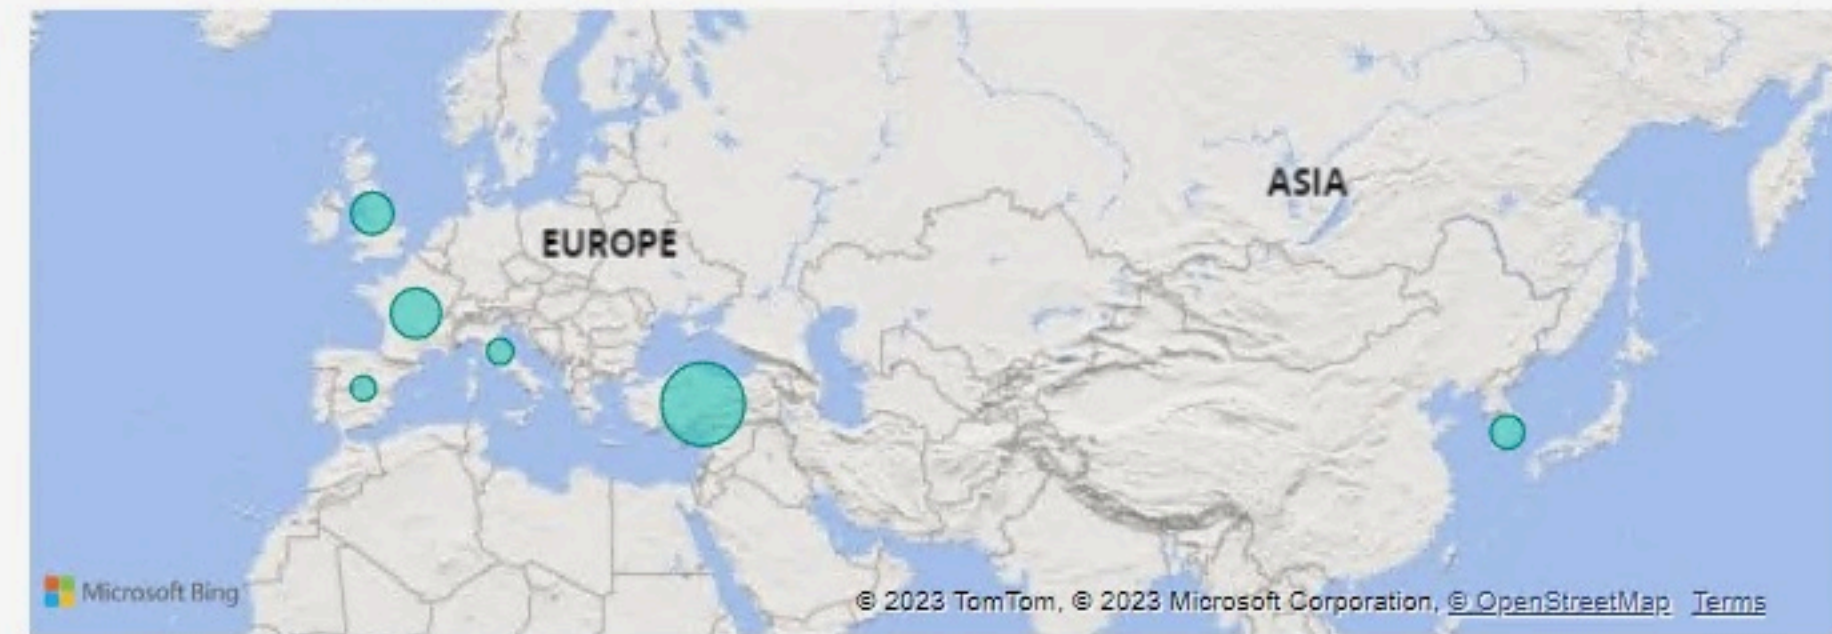 ASIA
EUROPE
Microsoft Bing
© 2023 TomTom, © 2023 Microsoft Corporation, © OpenStreetMap Terms